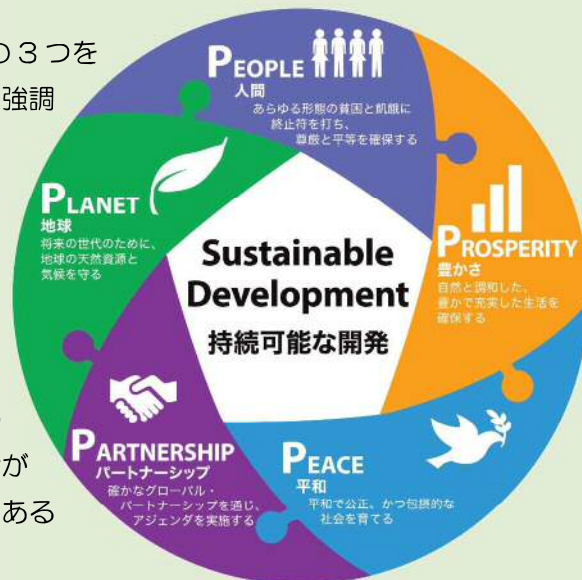 の3つを
強調
PEOPLE
人間
あらゆる形態の貧困と飢餓に
終止符を打ち、
尊厳と平等を確保する
PLANET
地球
将来の世代のために、
地球の天然資源と
気候を守る
PROSPERITY
豊かさ
自然と調和した、
豊かで充実した生活を
確保する
Sustainable
Development
持続可能な開発
PARTNERSHIP
パートナーシップ
確かなグローバル・
パートナーシップを通じ、
アジェンダを実施する
PEACE
平和
平和で公正、かつ包摂的な
社会を育てる
が
ある